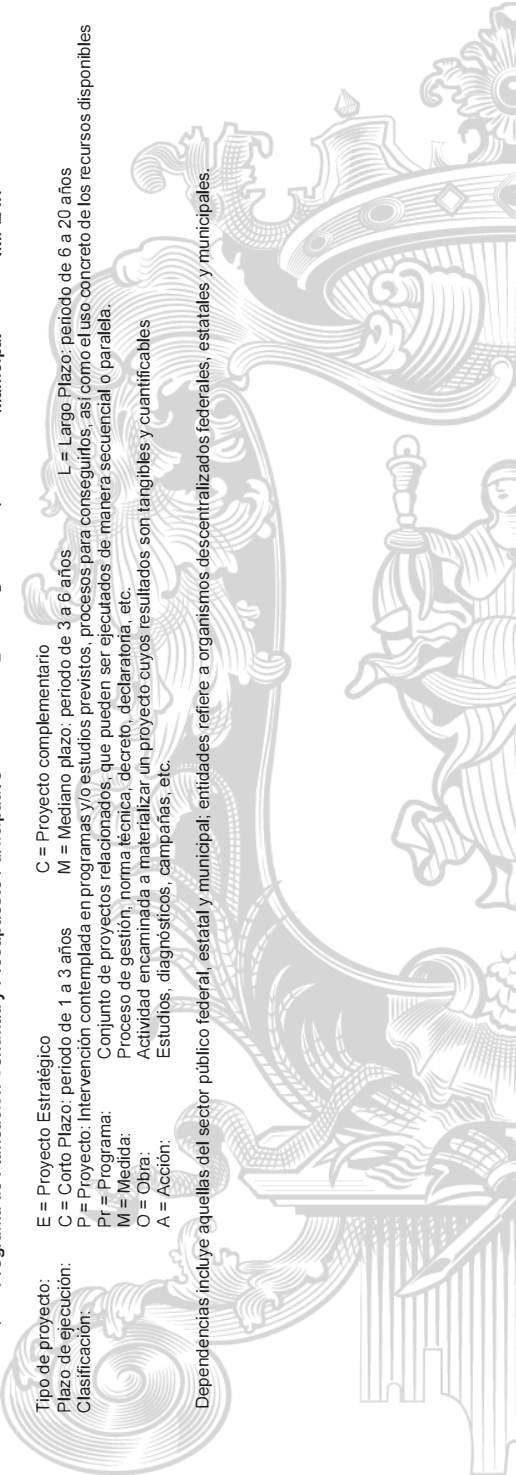 Tipo de proyecto: E = Proyecto Estratégico C = Proyecto complementario
Plazo de ejecución: C = Corto Plazo: periodo de 1 a 3 años M = Mediano plazo: periodo de 3 a 6 años L = Largo Plazo: periodo de 6 a 20 años
Clasificación: P = Proyecto: Intervención contemplada en programas y/o estudios previstos, procesos para conseguirlos, así como el uso concreto de los recursos disponibles
Pr = Programa: Conjunto de proyectos relacionados, que pueden ser ejecutados de manera secuencial o paralela.
M = Medida: Proceso de gestión, norma técnica, decreto, declaratoria, etc.
O = Obra: Actividad encaminada a materializar un proyecto cuyos resultados son tangibles y cuantificables
A = Acción: Estudios, diagnósticos, campañas, etc.
Dependencias incluye aquellas del sector público federal, estatal y municipal; entidades refiere a organismos descentralizados federales, estatales y municipales.